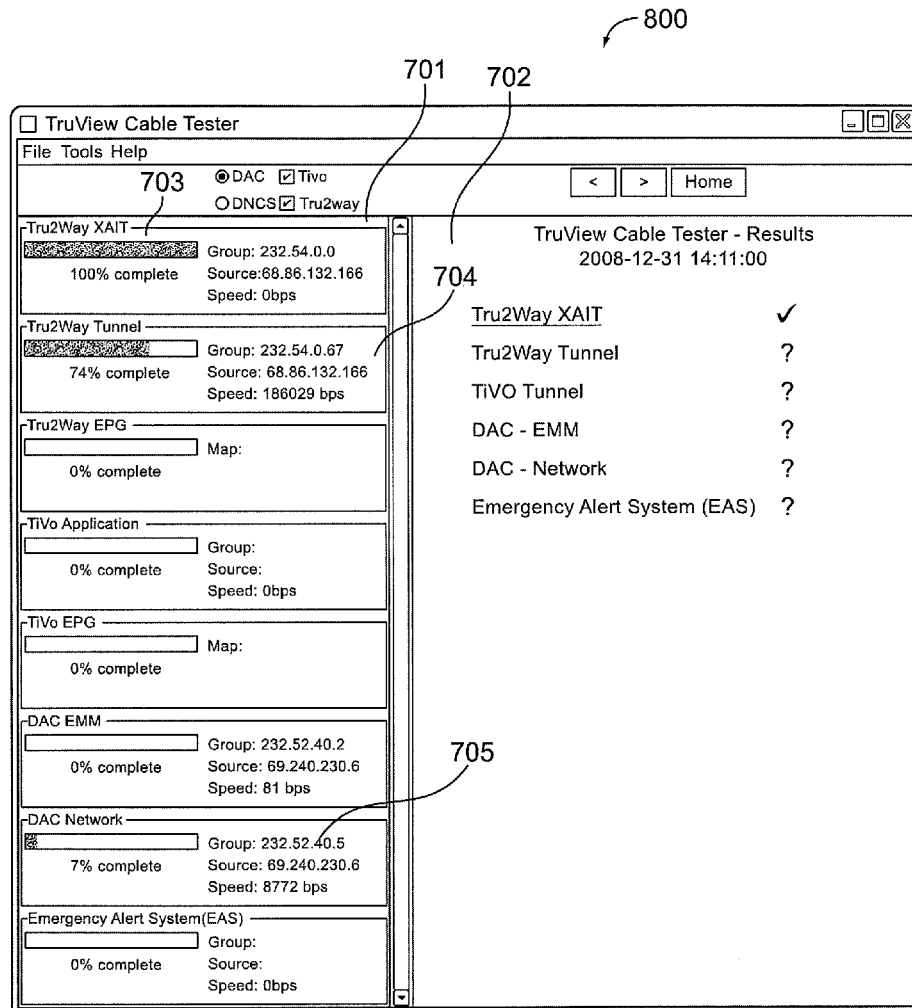 800
701
702
TruView Cable Tester
File Tools Help
703
DAC Tivo
DNCS Tru2way
< > Home
Tru2Way XAIT
100% complete
Group: 232.54.0.0
Source:68.86.132.166
Speed: 0bps
704
Tru2Way Tunnel
74% complete
Group: 232.54.0.67
Source: 68.86.132.166
Speed: 186029 bps
Tru2Way EPG
0% complete
Map:
TiVo Application
0% complete
Group:
Source:
Speed: 0bps
TiVo EPG
0% complete
Map:
DAC EMM
0% complete
Group: 232.52.40.2
Source: 69.240.230.6
Speed: 81 bps
705
DAC Network
7% complete
Group: 232.52.40.5
Source: 69.240.230.6
Speed: 8772 bps
Emergency Alert System(EAS)
0% complete
Group:
Source:
Speed: 0bps
TruView Cable Tester - Results
2008-12-31 14:11:00
Tru2Way XAIT ✓
Tru2Way Tunnel ?
TiVO Tunnel ?
DAC - EMM ?
DAC - Network ?
Emergency Alert System (EAS) ?